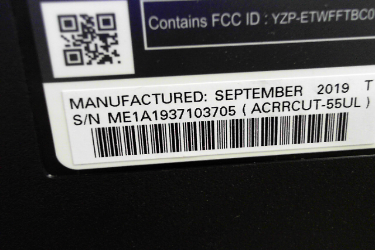 Contains FCC ID : YZP-ETWFFTBC0
MANUFACTURED: SEPTEMBER 2019 T
S/N ME1A1937103705 ( ACRRCUT-55UL )